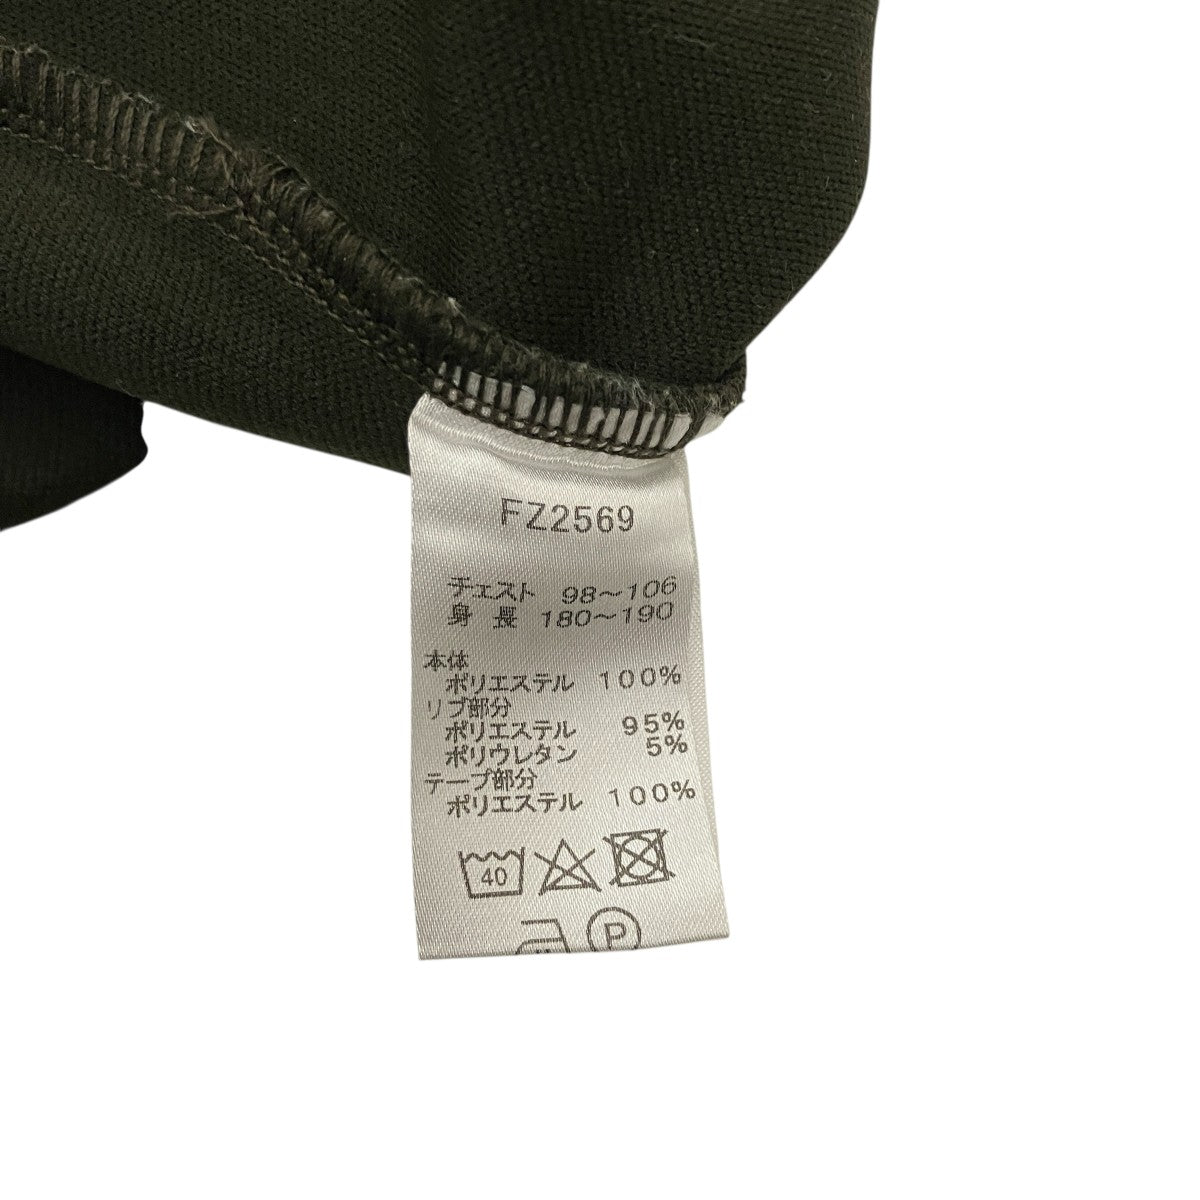 FZ2569
チェスト 98～106
身 長 180～190
本体
ポリエステル 100%
リブ部分
ポリエステル 95%
ポリウレタン 5%
テープ部分
ポリエステル 100%
40
P